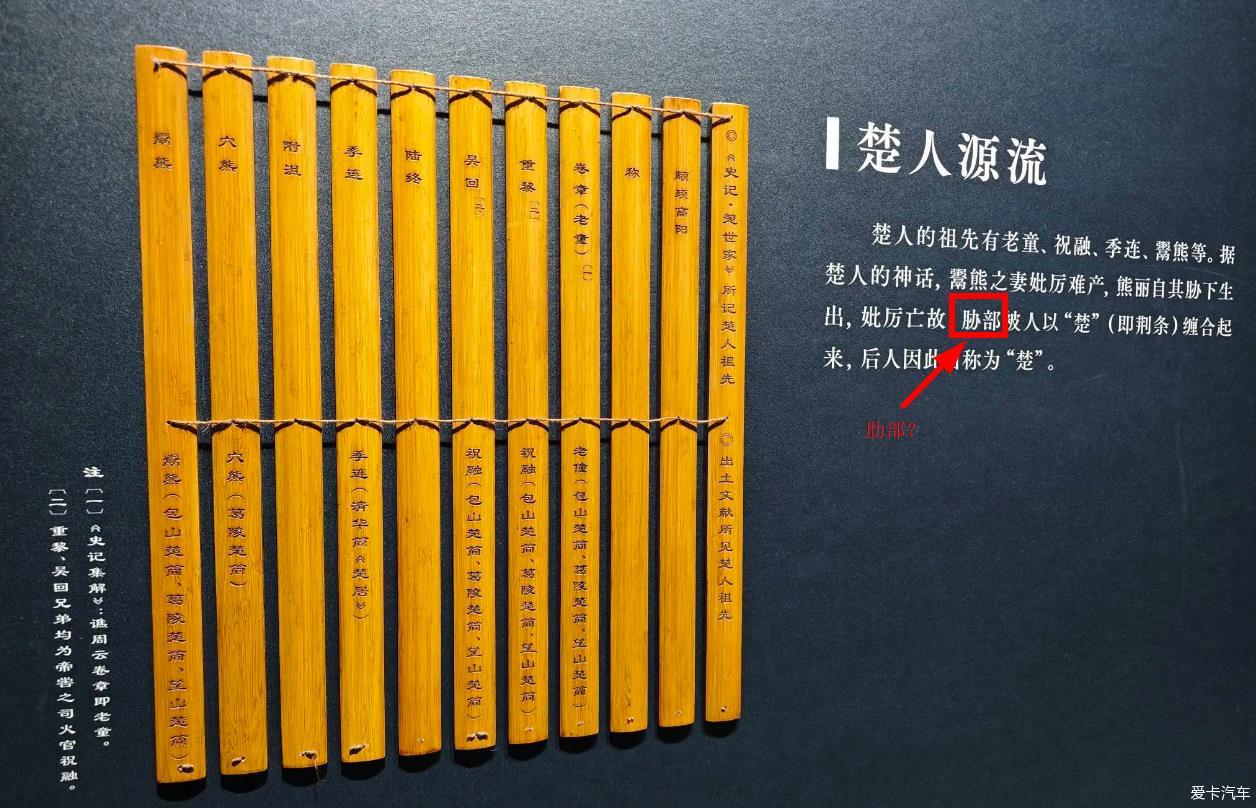 楚人源流
楚人的祖先有老童、祝融、季连、鬻熊等。据
楚人的神话,鬻熊之妻妣厉难产,熊丽自其胁下生
出,妣厉亡故 胁部被人以“楚”(即荆条)缠合起
来,后人因此 称为“楚”。
肋部?
◎《史记·楚世家》所记楚人祖先
◎出土文献所见楚人祖先
颛顼高阳
称
卷章(老童)〔一〕
老僮(包山楚简、葛陵楚简、望山楚简)
重黎〔二〕
祝融(包山楚简、葛陵楚简、望山楚简)
吴回〔二〕
祝融(包山楚简、葛陵楚简、望山楚简)
陆终
季连
季连(清华简《楚居》)
附沮
穴熊
穴熊(葛陵楚简)
鬻熊
鬻熊(包山楚简、葛陵楚简、望山楚简)
注〔一〕《史记集解》:谯周云卷章即老童。
〔二〕重黎、吴回兄弟均为帝喾之司火官祝融。
爱卡汽车